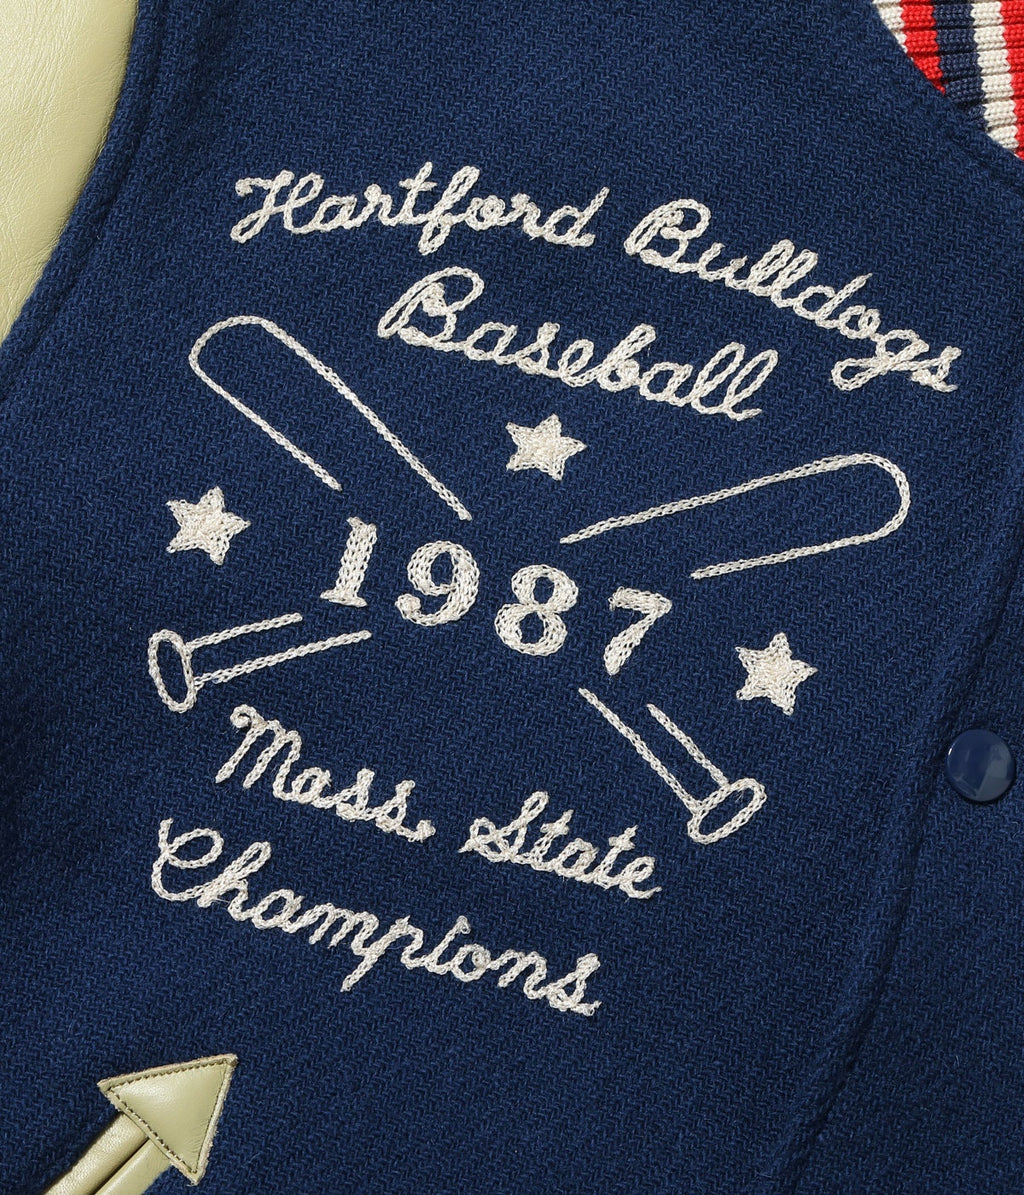 Hartford Bulldogs
Baseball
1987
Mass. State
Champions